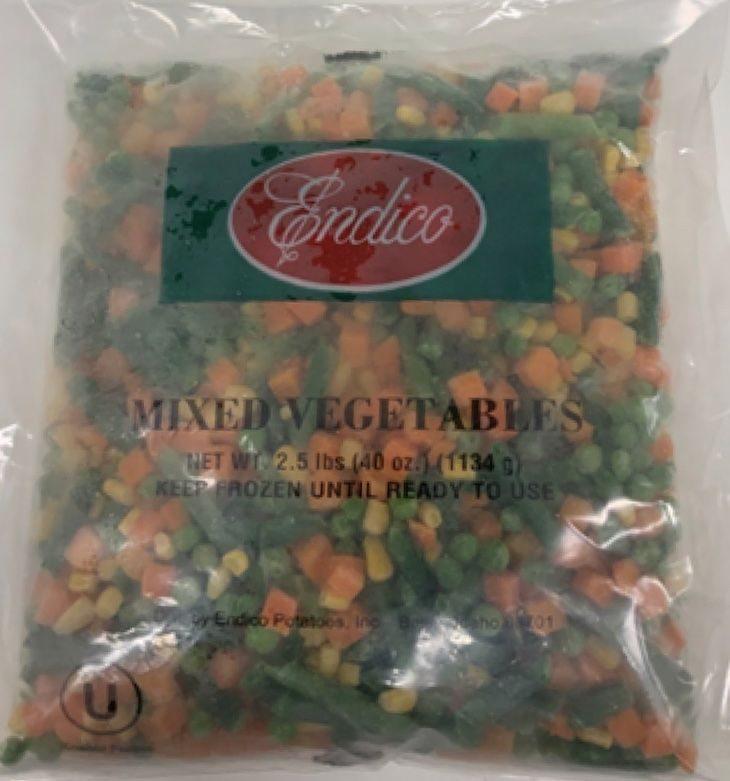 Endico
MIXED VEGETABLES
NET WT. 2.5 lbs (40 oz.) (1134 g)
KEEP FROZEN UNTIL READY TO USE
by Endico Potatoes, Inc
U